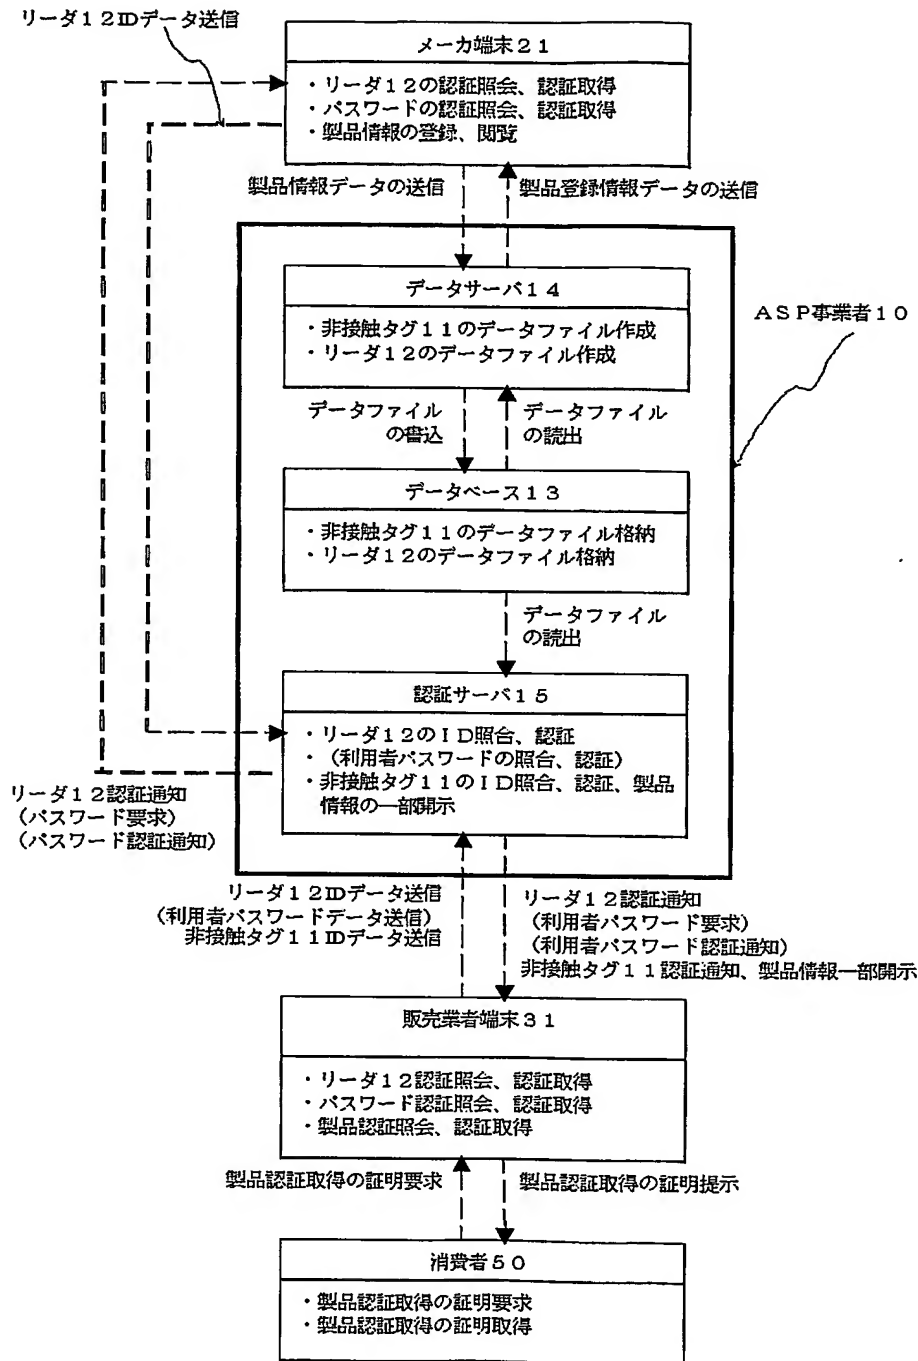 リーダ12IDデータ送信
メーカ端末21
・リーダ12の認証照会、認証取得
・パスワードの認証照会、認証取得
・製品情報の登録、閲覧
製品情報データの送信
製品登録情報データの送信
データサーバ14
・非接触タグ11のデータファイル作成
・リーダ12のデータファイル作成
ASP事業者10
データファイル
の書込
データファイル
の読出
データベース13
・非接触タグ11のデータファイル格納
・リーダ12のデータファイル格納
データファイル
の読出
認証サーバ15
・リーダ12のID照合、認証
・(利用者パスワードの照合、認証)
・非接触タグ11のID照合、認証、製品
情報の一部開示
リーダ12認証通知
(パスワード要求)
(パスワード認証通知)
リーダ12IDデータ送信
(利用者パスワードデータ送信)
非接触タグ11IDデータ送信
リーダ12認証通知
(利用者パスワード要求)
(利用者パスワード認証通知)
非接触タグ11認証通知、製品情報一部開示
販売業者端末31
・リーダ12認証照会、認証取得
・パスワード認証照会、認証取得
・製品認証照会、認証取得
製品認証取得の証明要求
製品認証取得の証明提示
消費者50
・製品認証取得の証明要求
・製品認証取得の証明取得